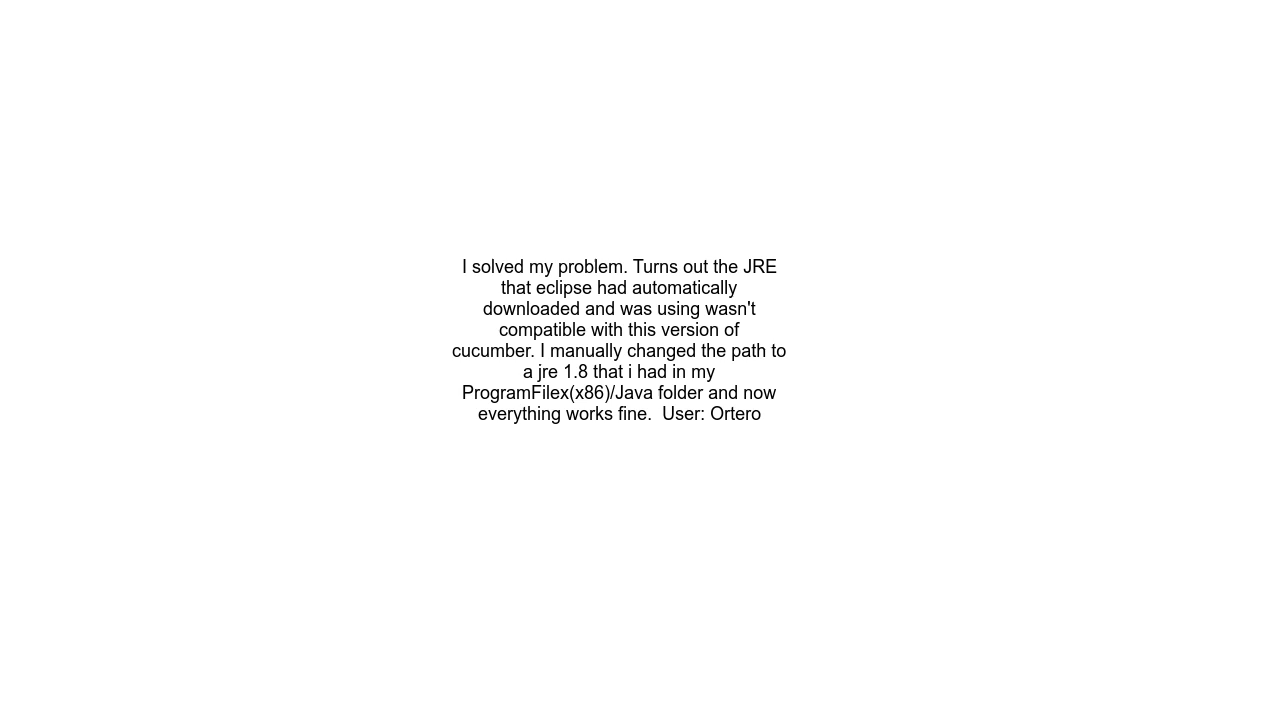 I solved my problem. Turns out the JRE
that eclipse had automatically
downloaded and was using wasn't
compatible with this version of
cucumber. I manually changed the path to
a jre 1.8 that i had in my
ProgramFilex(x86)/Java folder and now
everything works fine.  User: Ortero